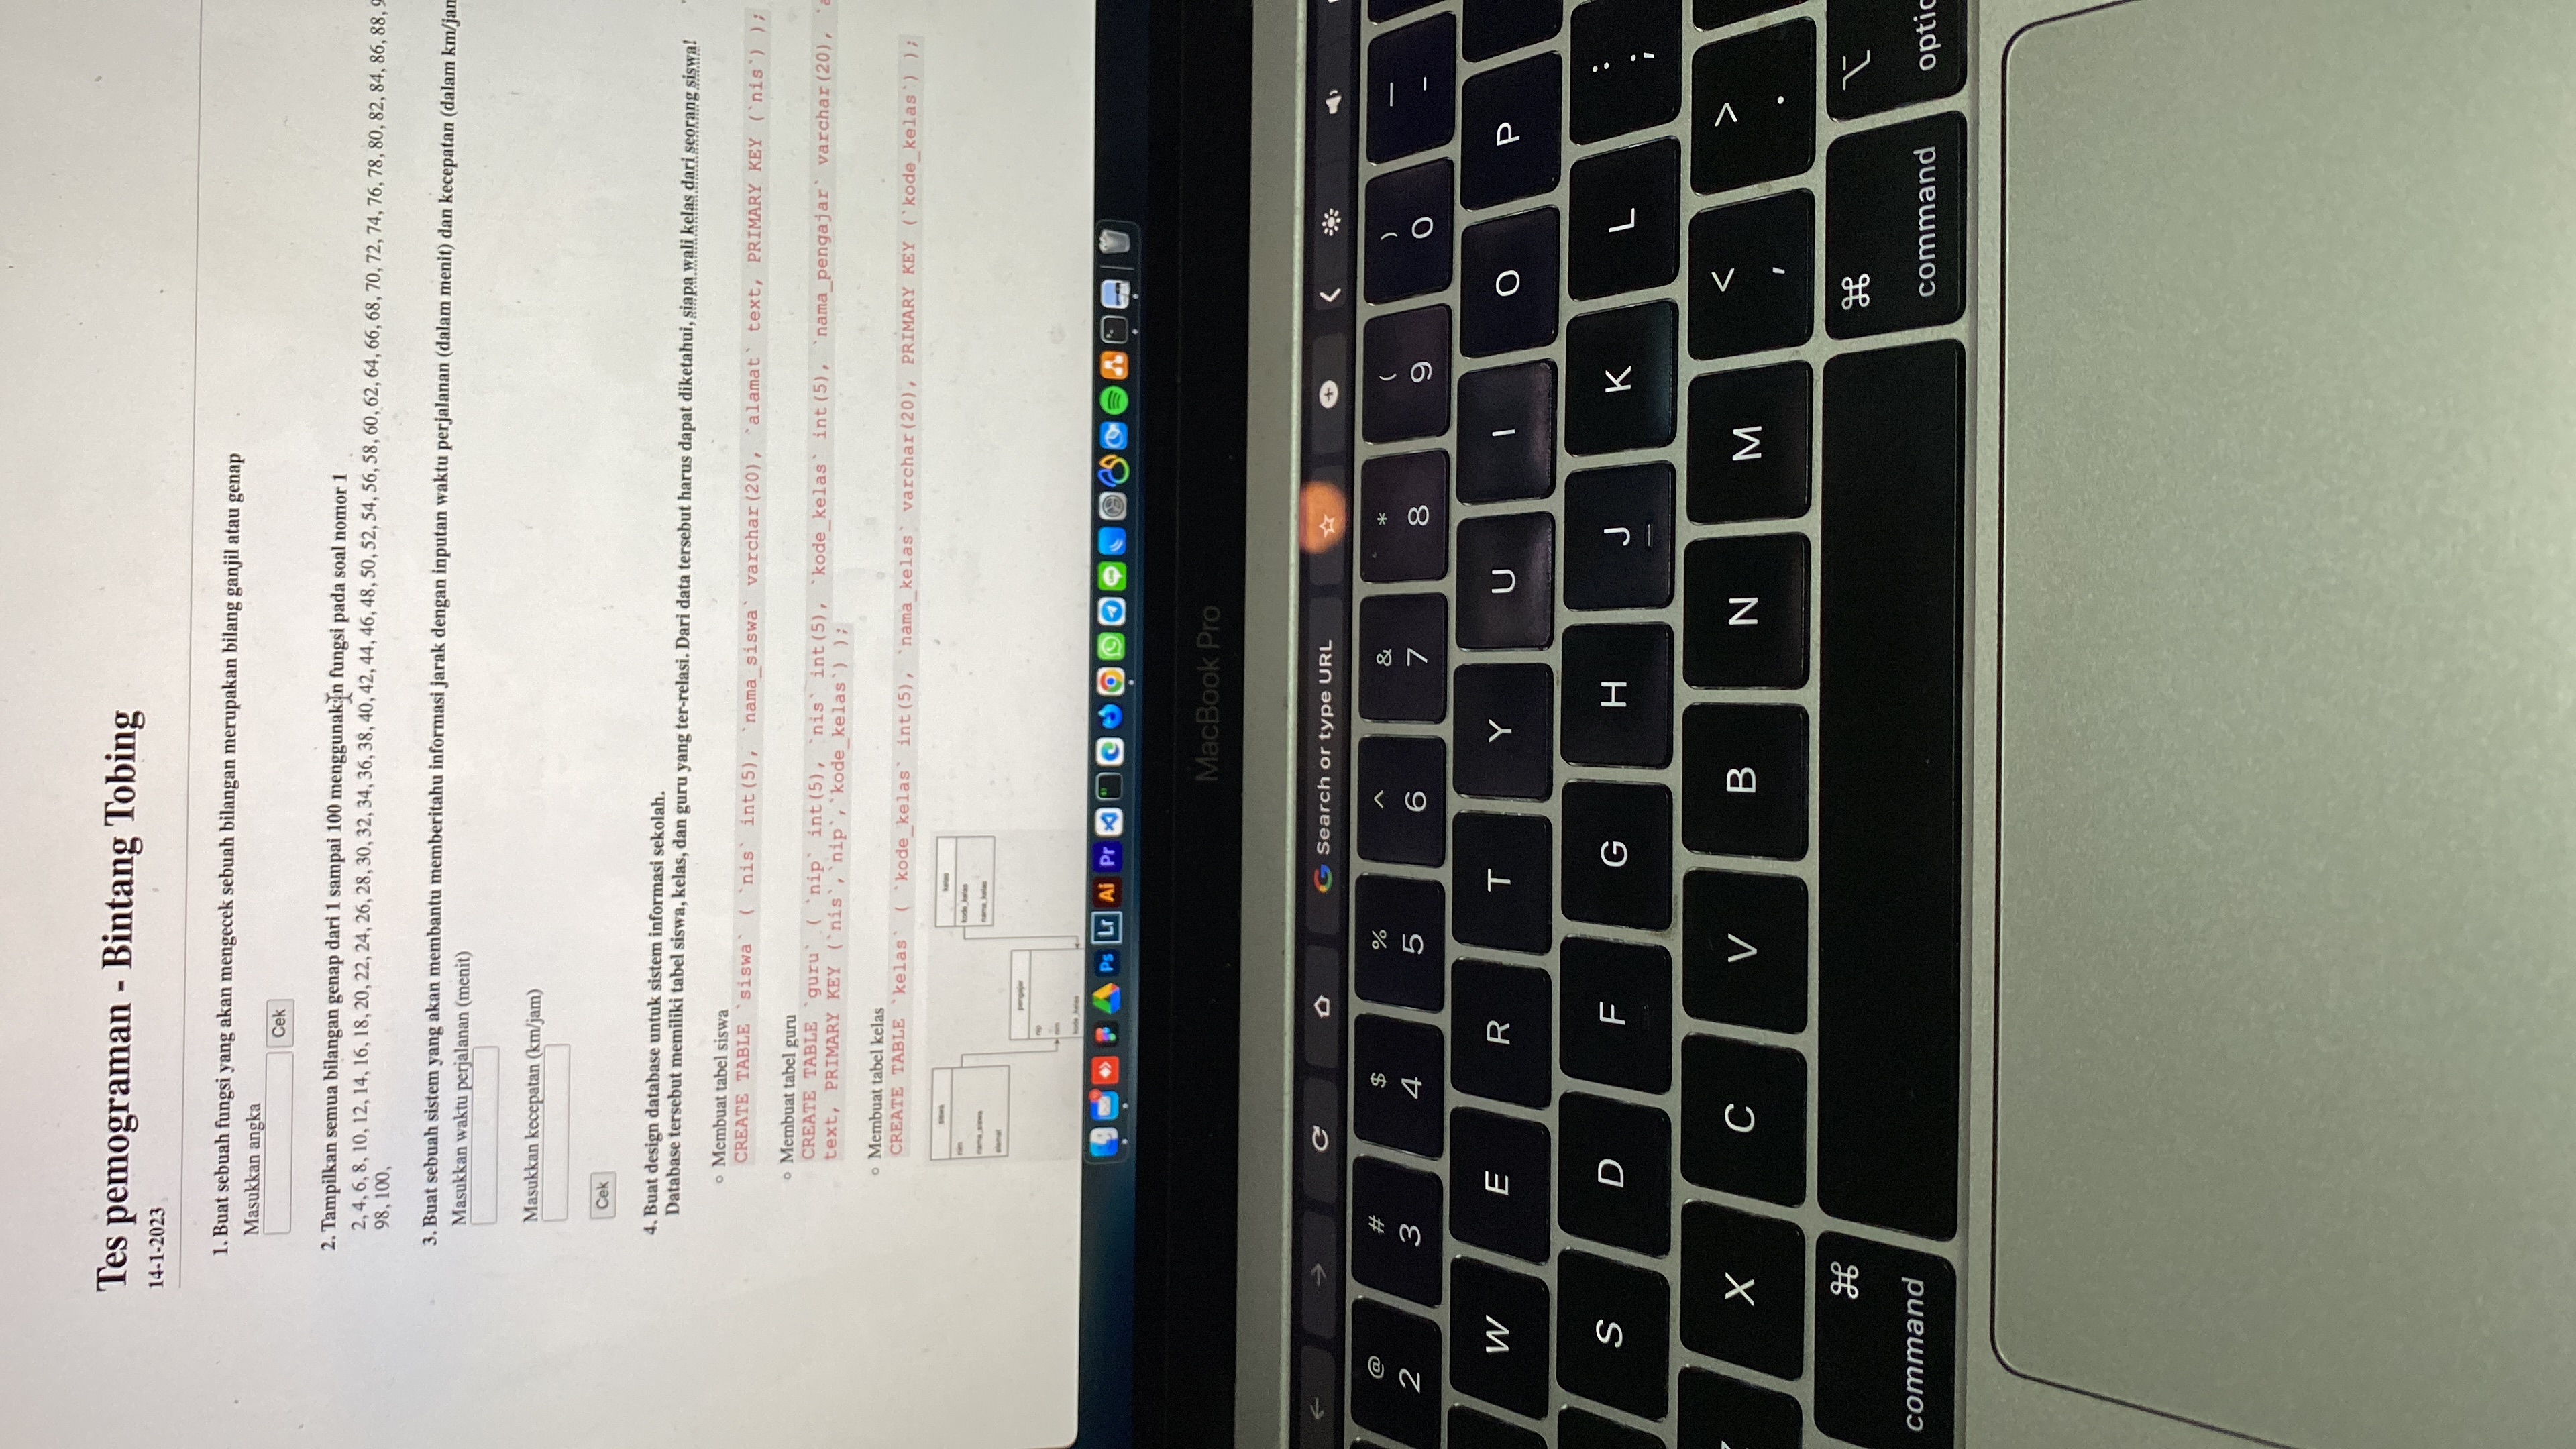 Tes pemograman - Bintang Tobing
14-1-2023
1. Buat sebuah fungsi yang akan mengecek sebuah bilangan merupakan bilang ganjil atau genap
Masukkan angka
Cek
2. Tampilkan semua bilangan genap dari 1 sampai 100 menggunakan fungsi pada soal nomor 1
2, 4, 6, 8, 10, 12, 14, 16, 18, 20, 22, 24, 26, 28, 30, 32, 34, 36, 38, 40, 42, 44, 46, 48, 50, 52, 54, 56, 58, 60, 62, 64, 66, 68, 70, 72, 74, 76, 78, 80, 82, 84, 86, 88, 9
98, 100,
3. Buat sebuah sistem yang akan membantu memberitahu informasi jarak dengan inputan waktu perjalanan (dalam menit) dan kecepatan (dalam km/jam
Masukkan waktu perjalanan (menit)
Masukkan kecepatan (km/jam)
Cek
4. Buat design database untuk sistem informasi sekolah.
Database tersebut memiliki tabel siswa, kelas, dan guru yang ter-relasi. Dari data tersebut harus dapat diketahui, siapa wali kelas dari seorang siswa!
Membuat tabel siswa
CREATE TABLE `siswa` ( `nis` int(5), `nama_siswa` varchar(20), `alamat` text, PRIMARY KEY (`nis`) );
Membuat tabel guru
CREATE TABLE `guru` ( `nip` int(5), `nis` int(5), `kode_kelas` int(5), `nama_pengajar` varchar(20), `a
text, PRIMARY KEY (`nis`,`nip`,`kode_kelas`) );
Membuat tabel kelas
CREATE TABLE `kelas` ( `kode_kelas` int(5), `nama_kelas` varchar(20), PRIMARY KEY (`kode_kelas`) );
siswa
nim
nama_siswa
alamat
kelas
kode_kelas
nama_kelas
pengajar
nip
nim
kode_kelas
Ps Lr Ai Pr
MacBook Pro
G Search or type URL
@ # $ % ^ & * ( ) —
2 3 4 5 6 7 8 9 0 -
W E R T Y U I O P
S D F G H J K L : ;
X C V B N M < , > .
⌘ ⌘ ⌥
command command optio